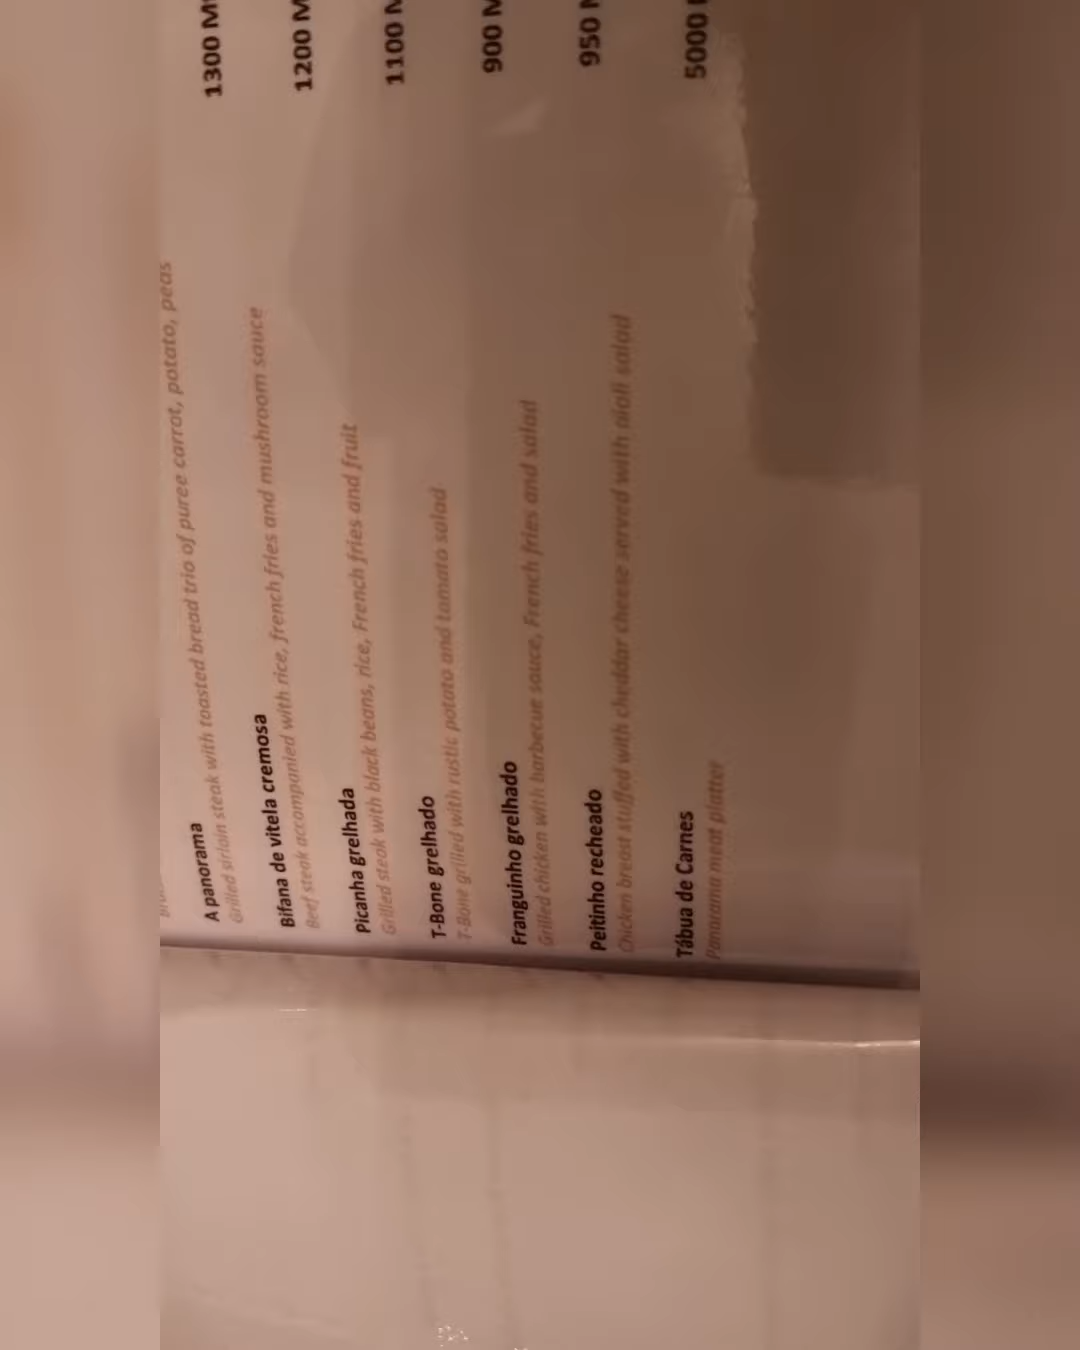 A panorama
Grilled sirloin steak with toasted bread trio of puree carrot, potato, peas
Bifana de vitela cremosa 1300 M
Beef steak accompanied with rice, french fries and mushroom sauce
Picanha grelhada 1200 M
Grilled steak with black beans, rice, French fries and fruit
T-Bone grelhado 1100
T-Bone grilled with rustic potato and tomato salad
Franguinho grelhado 900 M
Grilled chicken with barbecue sauce, French fries and salad
Peitinho recheado 950
Chicken breast stuffed with cheddar cheese served with aioli salad
Tábua de Carnes 5000
Panorama meat platter